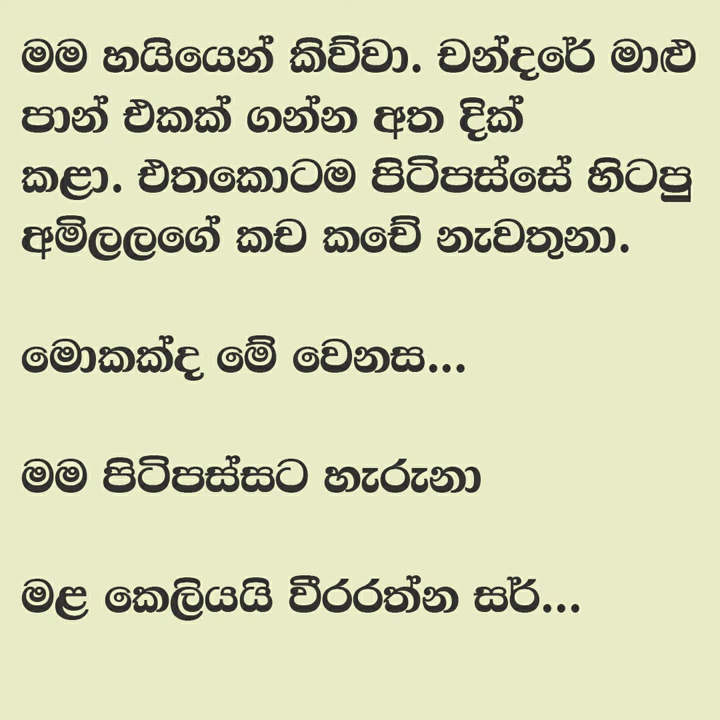 මම හයියෙන් කිව්වා. චන්දරේ මාළු
පාන් එකක් ගන්න අත දික්
කළා. එතකොටම පිටිපස්සේ හිටපු
අමිලලගේ කච කචේ නැවතුනා.
මොකක්ද මේ වෙනස...
මම පිටිපස්සට හැරුනා
මළ කෙලියයි වීරරත්න සර්...